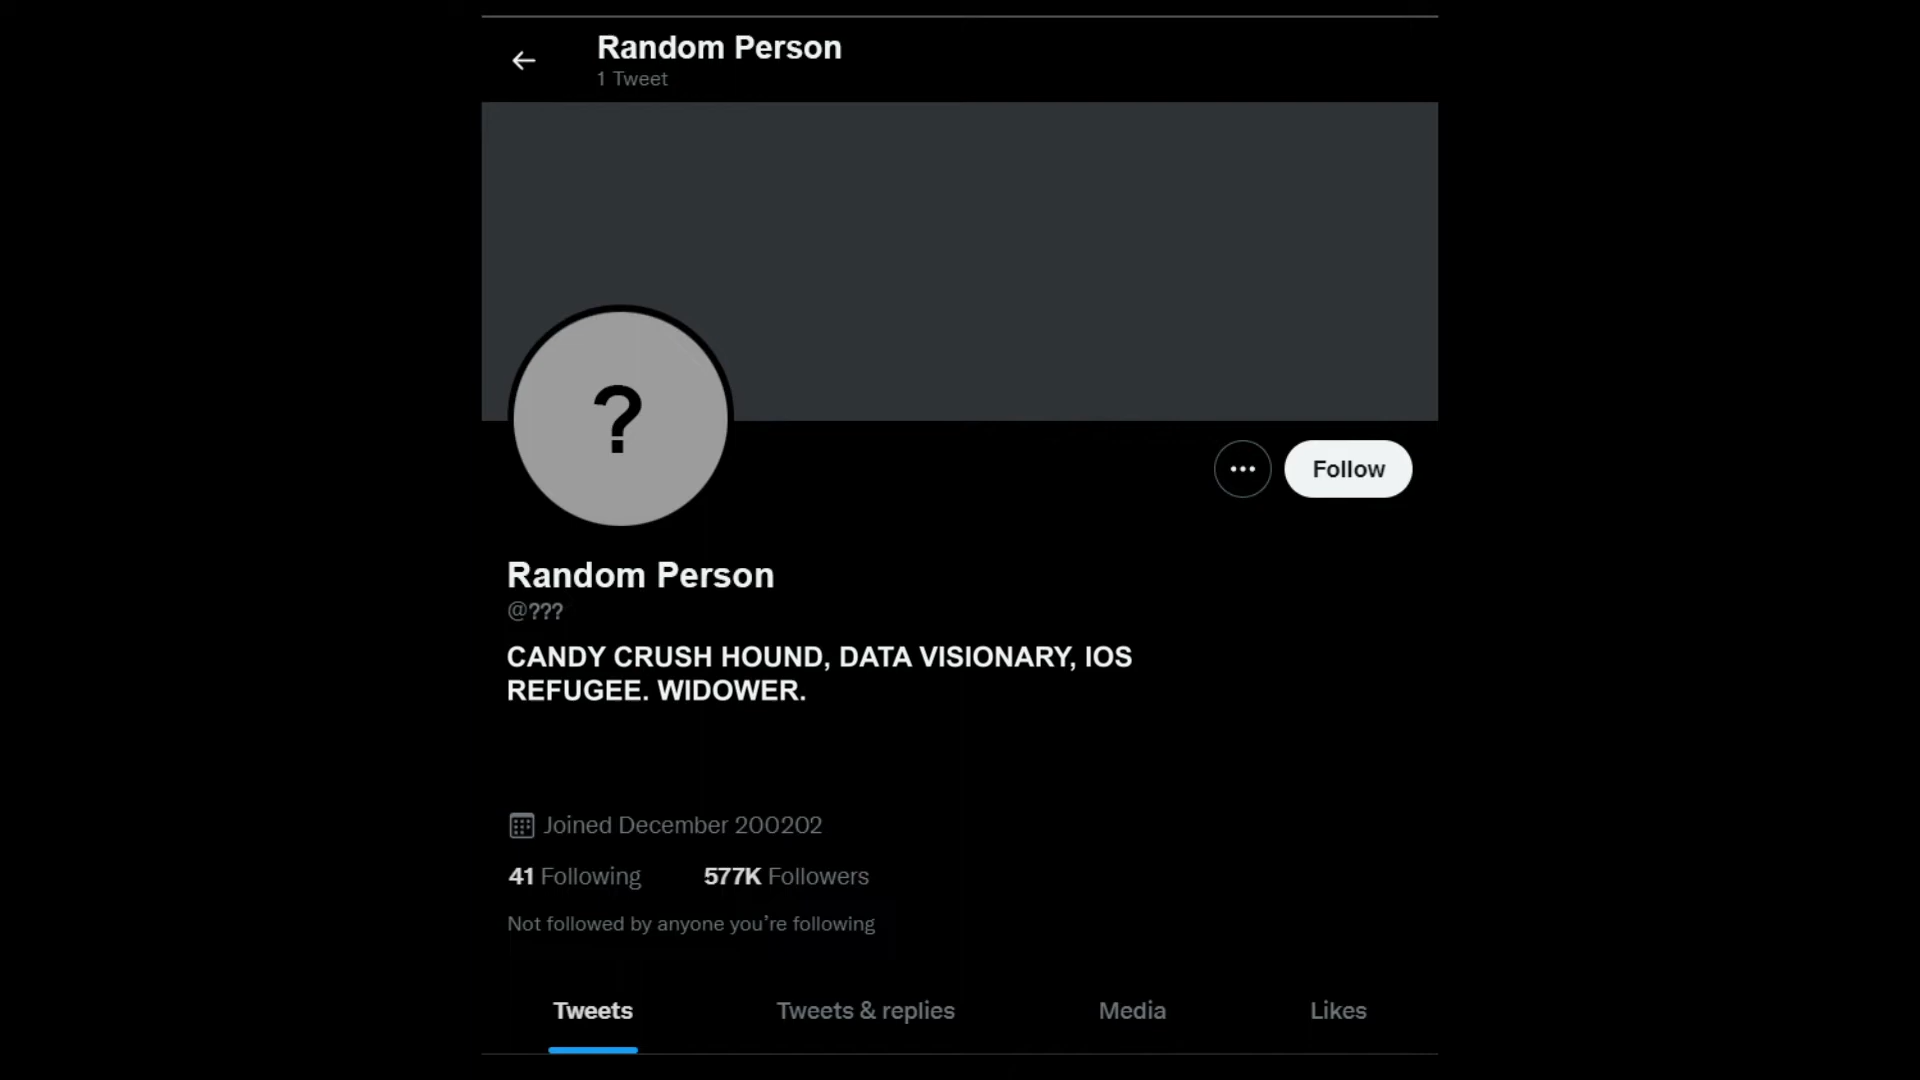 Random Person
1 Tweet
?
Follow
Random Person
@???
CANDY CRUSH HOUND, DATA VISIONARY, IOS
REFUGEE. WIDOWER.
Joined December 200202
41 Following 577K Followers
Not followed by anyone you’re following
Tweets Tweets & replies Media Likes